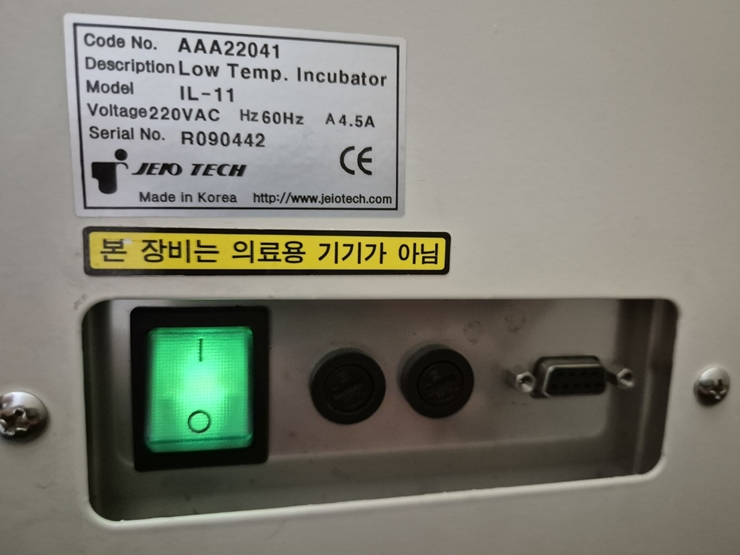 Code No. AAA22041
Description Low Temp. Incubator
Model IL-11
Voltage 220VAC Hz 60Hz A 4.5A
Serial No. R090442
JEIO TECH CE
Made in Korea http://www.jeiotech.com
본 장비는 의료용 기기가 아님
I
O